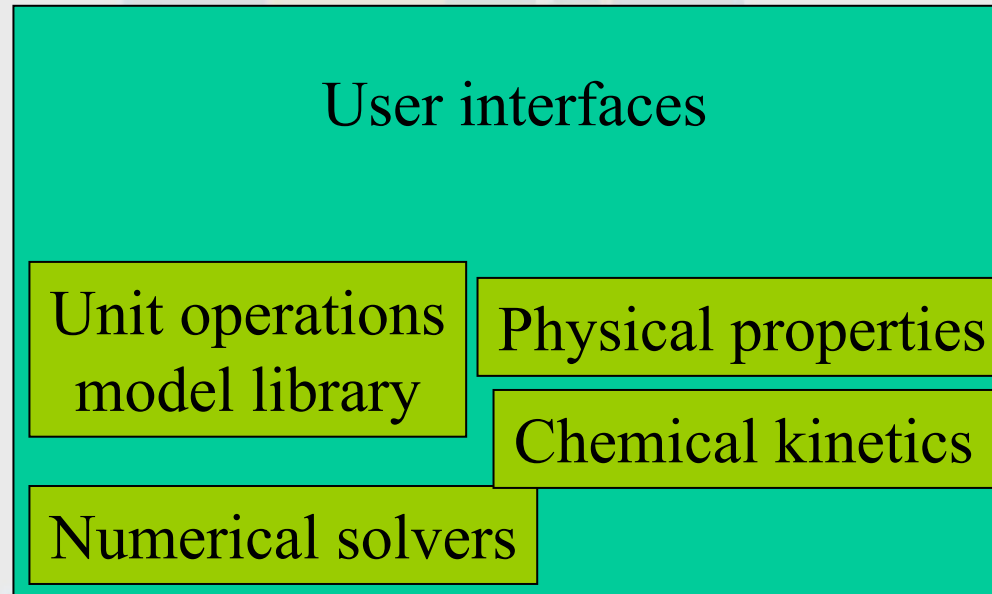 User interfaces
Unit operations
model library
Physical properties
Chemical kinetics
Numerical solvers